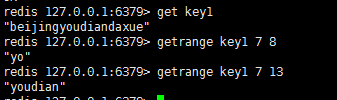 redis 127.0.0.1:6379> get key1
"beijingyoudiandaxue"
redis 127.0.0.1:6379> getrange key1 7 8
"yo"
redis 127.0.0.1:6379> getrange key1 7 13
"youdian"
redis 127.0.0.1:6379>